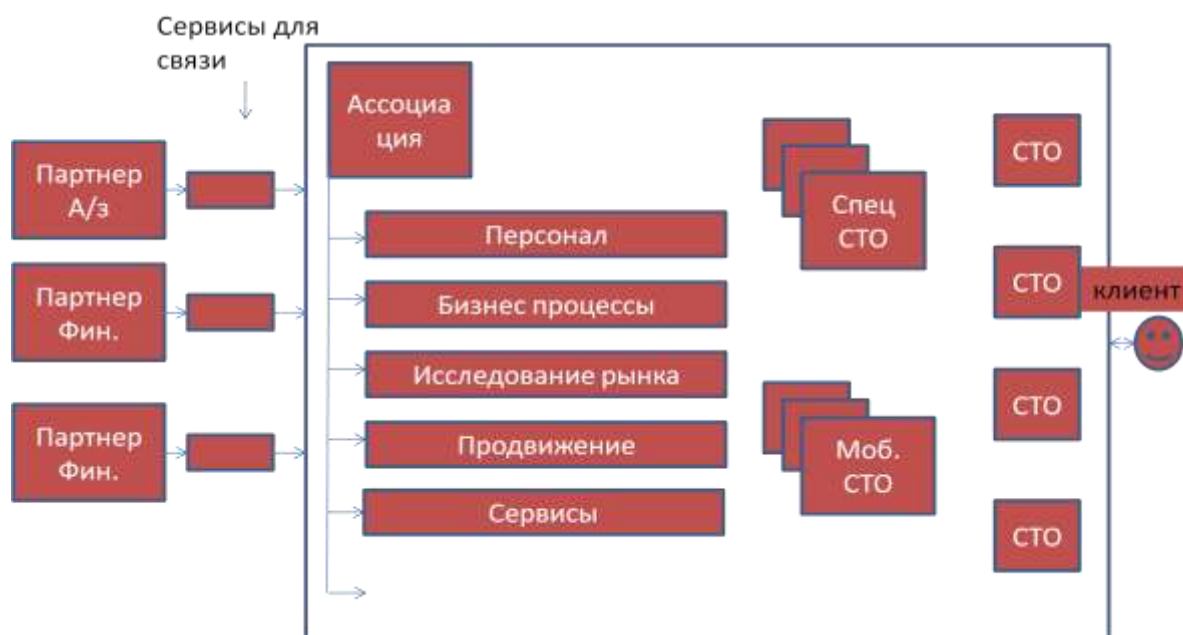 Сервисы для
связи
Ассоциа
ция
Партнер
А/з
Партнер
Фин.
Партнер
Фин.
Персонал
Бизнес процессы
Исследование рынка
Продвижение
Сервисы
Спец
СТО
Моб.
СТО
СТО
СТО
клиент
СТО
СТО